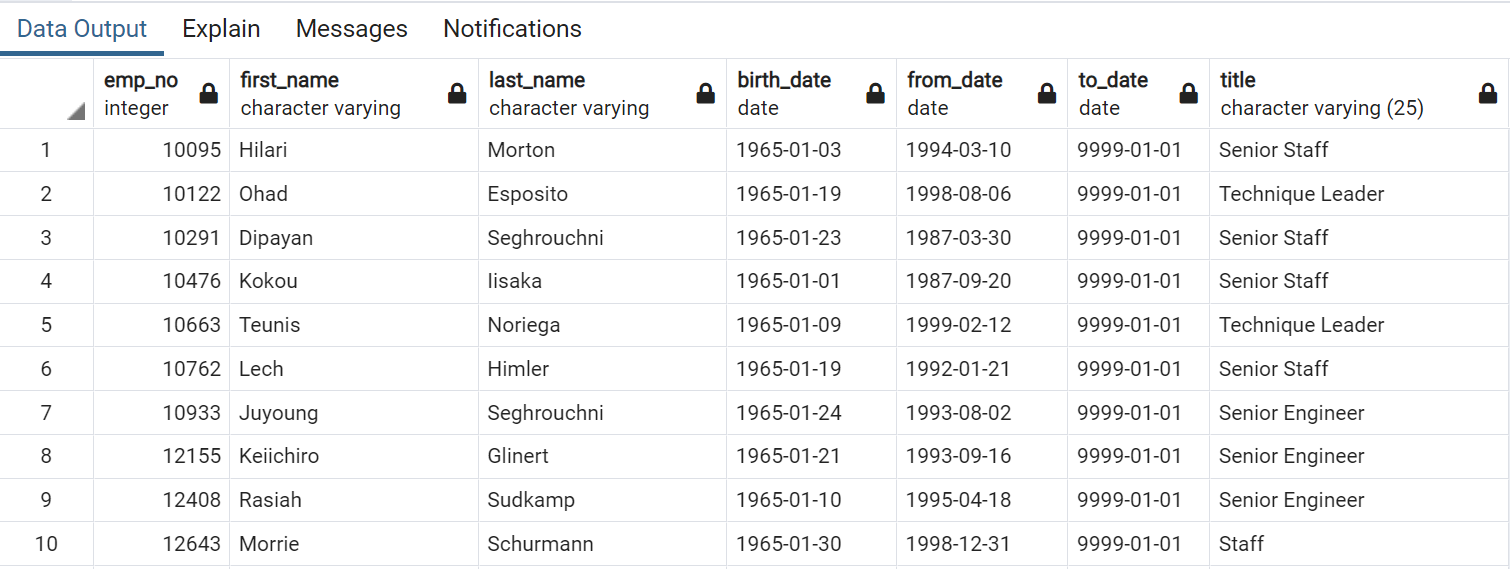 Data Output Explain Messages Notifications
emp_no first_name last_name birth_date from_date to_date title
integer character varying character varying date date date character varying (25)
1 10095 Hilari Morton 1965-01-03 1994-03-10 9999-01-01 Senior Staff
2 10122 Ohad Esposito 1965-01-19 1998-08-06 9999-01-01 Technique Leader
3 10291 Dipayan Seghrouchni 1965-01-23 1987-03-30 9999-01-01 Senior Staff
4 10476 Kokou Iisaka 1965-01-01 1987-09-20 9999-01-01 Senior Staff
5 10663 Teunis Noriega 1965-01-09 1999-02-12 9999-01-01 Technique Leader
6 10762 Lech Himler 1965-01-19 1992-01-21 9999-01-01 Senior Staff
7 10933 Juyoung Seghrouchni 1965-01-24 1993-08-02 9999-01-01 Senior Engineer
8 12155 Keiichiro Glinert 1965-01-21 1993-09-16 9999-01-01 Senior Engineer
9 12408 Rasiah Sudkamp 1965-01-10 1995-04-18 9999-01-01 Senior Engineer
10 12643 Morrie Schurmann 1965-01-30 1998-12-31 9999-01-01 Staff